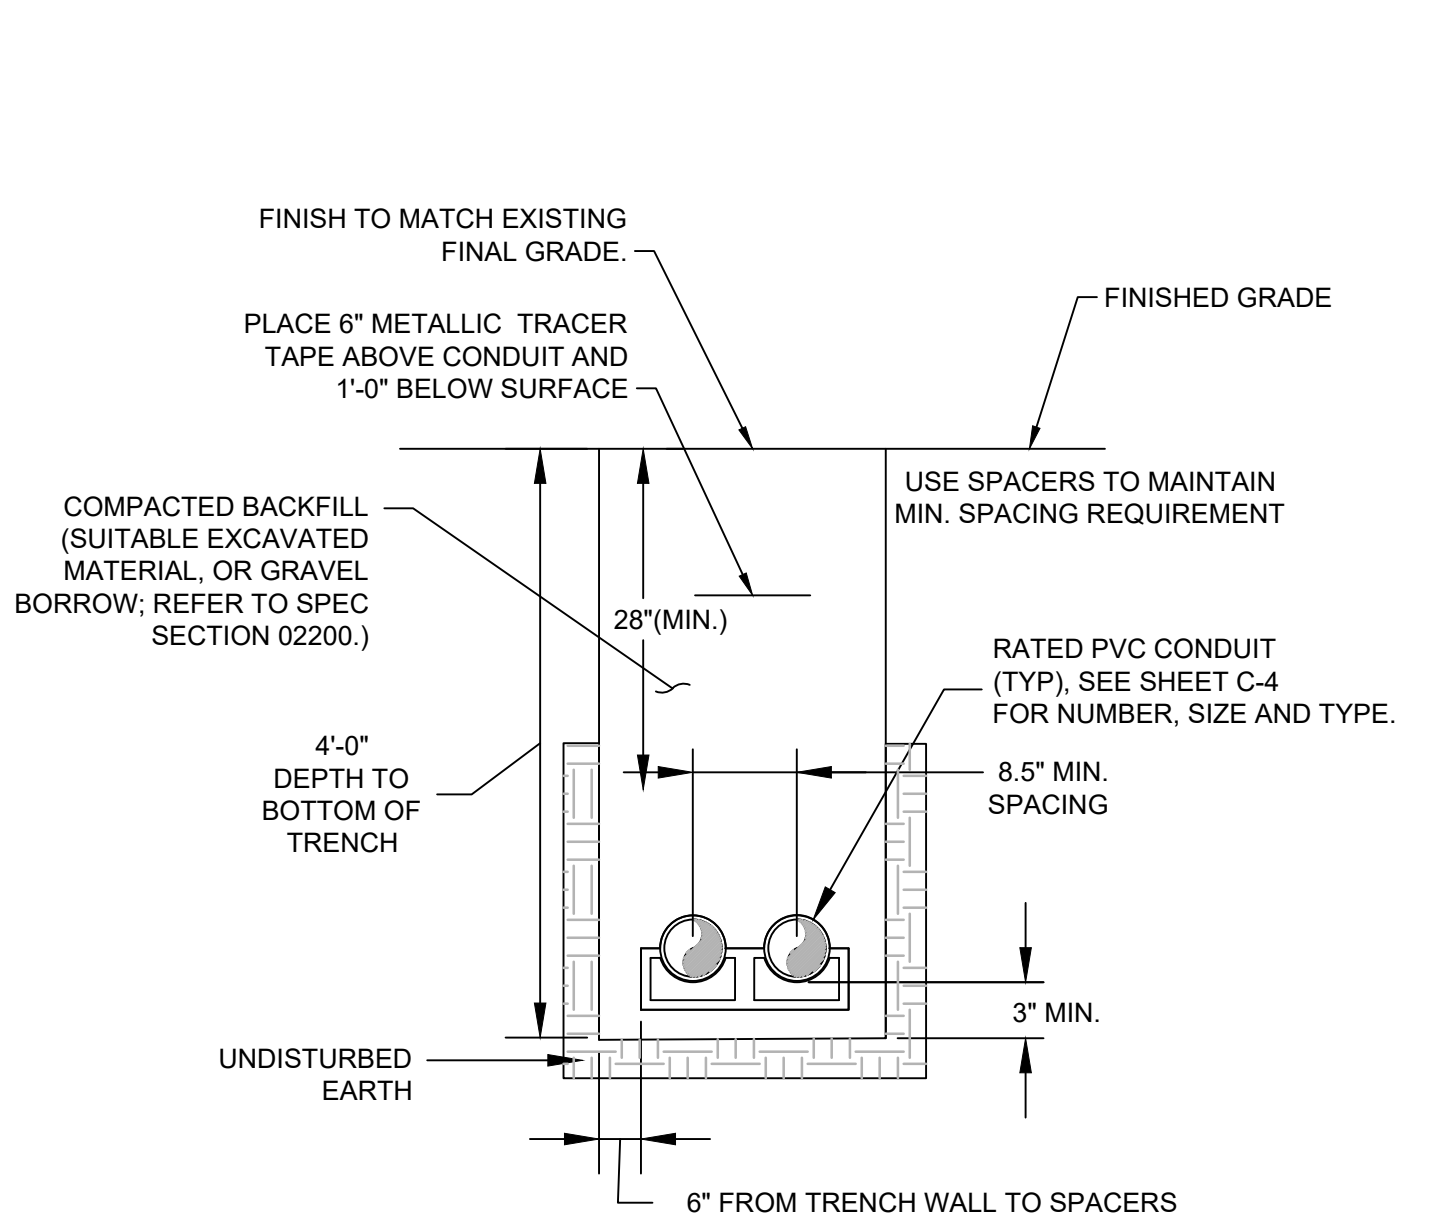 FINISH TO MATCH EXISTING
FINAL GRADE.
FINISHED GRADE
PLACE 6" METALLIC TRACER
TAPE ABOVE CONDUIT AND
1'-0" BELOW SURFACE
USE SPACERS TO MAINTAIN
MIN. SPACING REQUIREMENT
COMPACTED BACKFILL
(SUITABLE EXCAVATED
MATERIAL, OR GRAVEL
BORROW; REFER TO SPEC
SECTION 02200.)
28"(MIN.)
RATED PVC CONDUIT
(TYP), SEE SHEET C-4
FOR NUMBER, SIZE AND TYPE.
4'-0"
DEPTH TO
BOTTOM OF
TRENCH
8.5" MIN.
SPACING
3" MIN.
UNDISTURBED
EARTH
6" FROM TRENCH WALL TO SPACERS